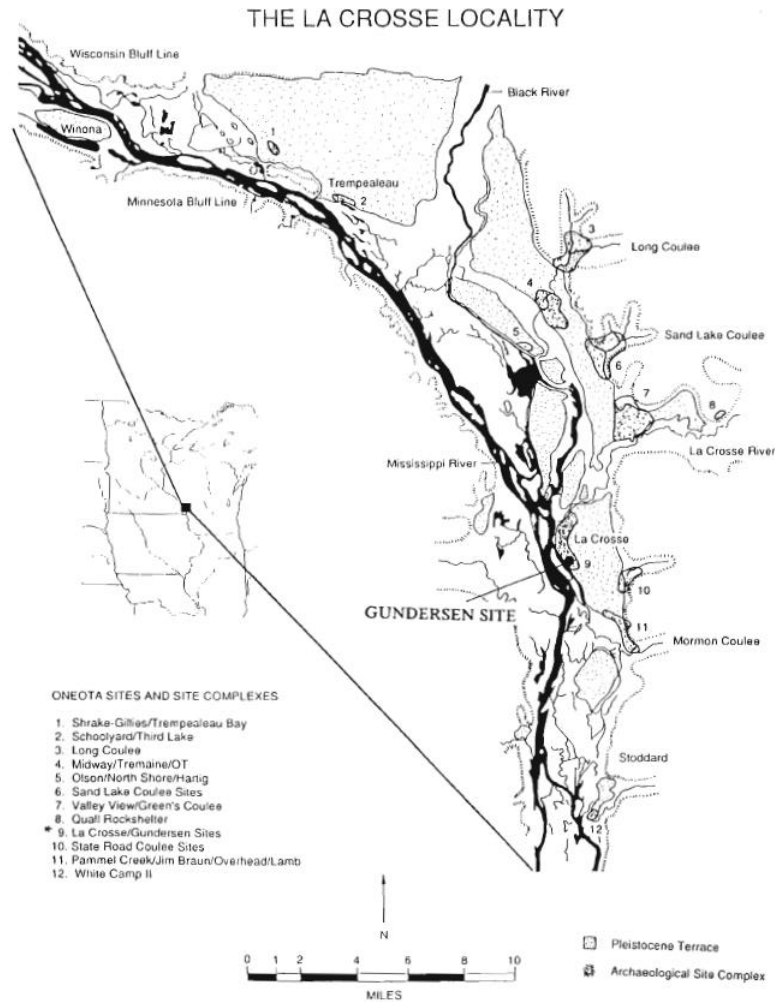 THE LA CROSSE LOCALITY
Wisconsin Bluff Line
Black River
Winona
1
Trempealeau
2
Minnesota Bluff Line
3
Long Coulee
4
5
Sand Lake Coulee
6
7
8
La Crosse River
Mississippi River
La Crosse
9
10
GUNDERSEN SITE
11
Mormon Coulee
Stoddard
12
ONEOTA SITES AND SITE COMPLEXES
1. Shrake-Gillies/Trempealeau Bay
2. Schoolyard/Third Lake
3. Long Coulee
4. Midway/Tremaine/OT
5. Olson/North Shore/Hartig
6. Sand Lake Coulee Sites
7. Valley View/Green's Coulee
8. Quall Rockshelter
* 9. La Crosse/Gundersen Sites
10. State Road Coulee Sites
11. Pammel Creek/Jim Braun/Overhead/Lamb
12. White Camp II
N
0 1 2 4 6 8 10
MILES
Pleistocene Terrace
Archaeological Site Complex